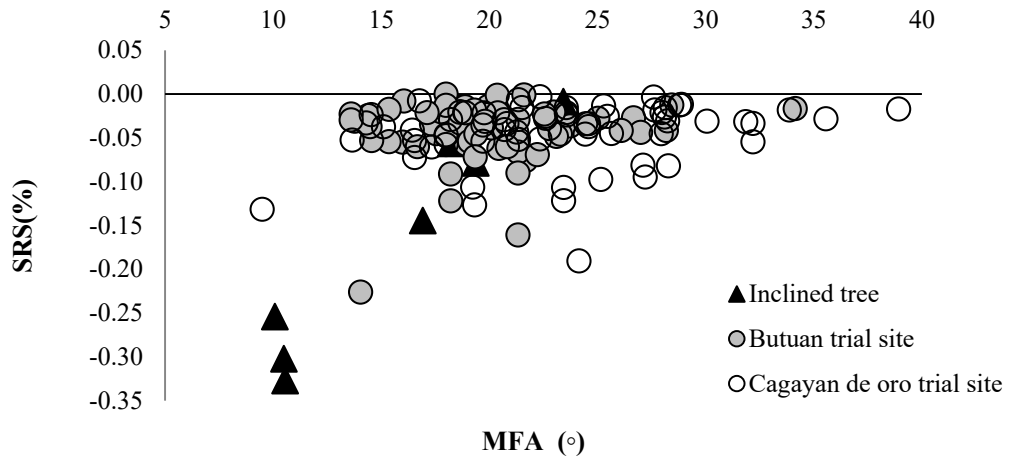 5 10 15 20 25 30 35 40
0.05
0.00
-0.05
-0.10
-0.15
-0.20
-0.25
-0.30
-0.35
SRS(%)
Inclined tree
Butuan trial site
Cagayan de oro trial site
MFA (◦)